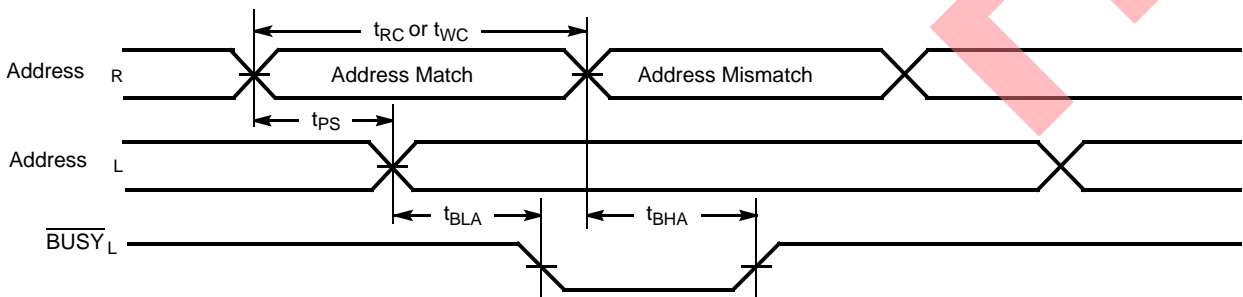 tRC or tWC
Address R
Address Match
Address Mismatch
tPS
Address L
tBLA
tBHA
BUSYL